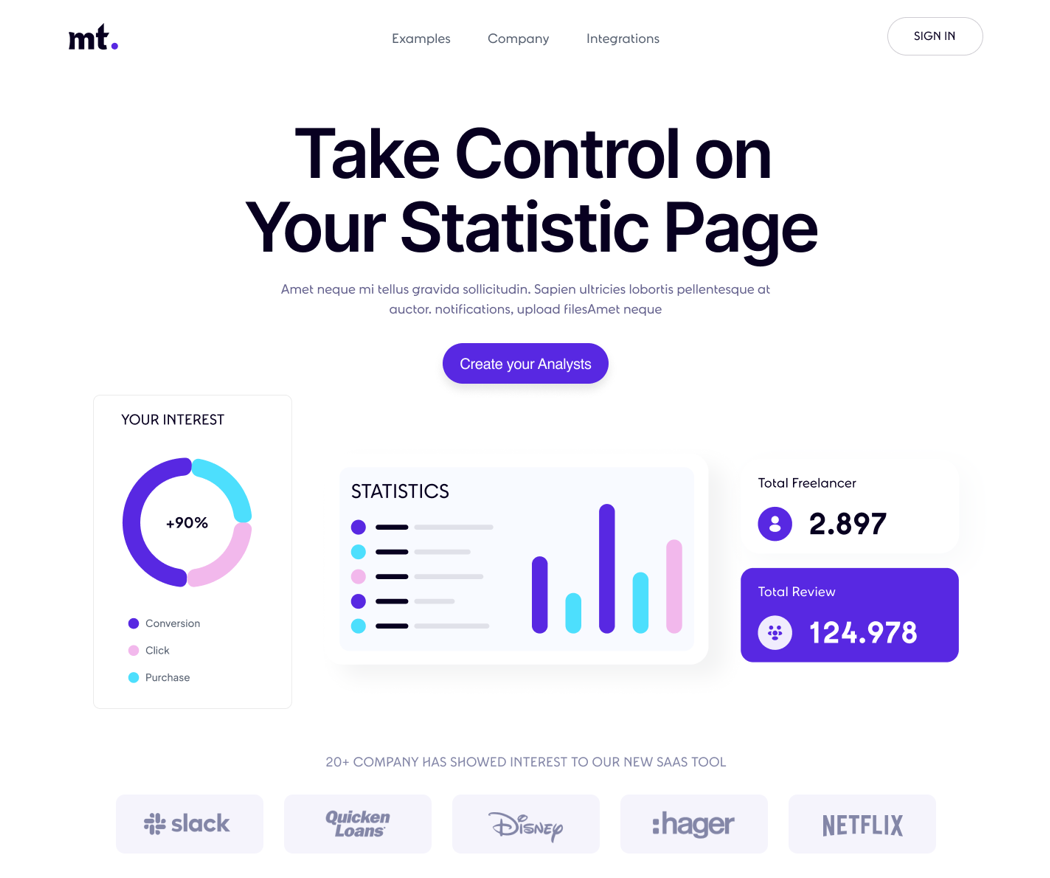 mt.
Examples Company Integrations
SIGN IN
Take Control on
Your Statistic Page
Amet neque mi tellus gravida sollicitudin. Sapien ultricies lobortis pellentesque at
auctor. notifications, upload filesAmet neque
Create your Analysts
YOUR INTEREST
+90%
Conversion
Click
Purchase
STATISTICS
Total Freelancer
2.897
Total Review
124.978
20+ COMPANY HAS SHOWED INTEREST TO OUR NEW SAAS TOOL
slack
Quicken
Loans
Disney
:hager
NETFLIX